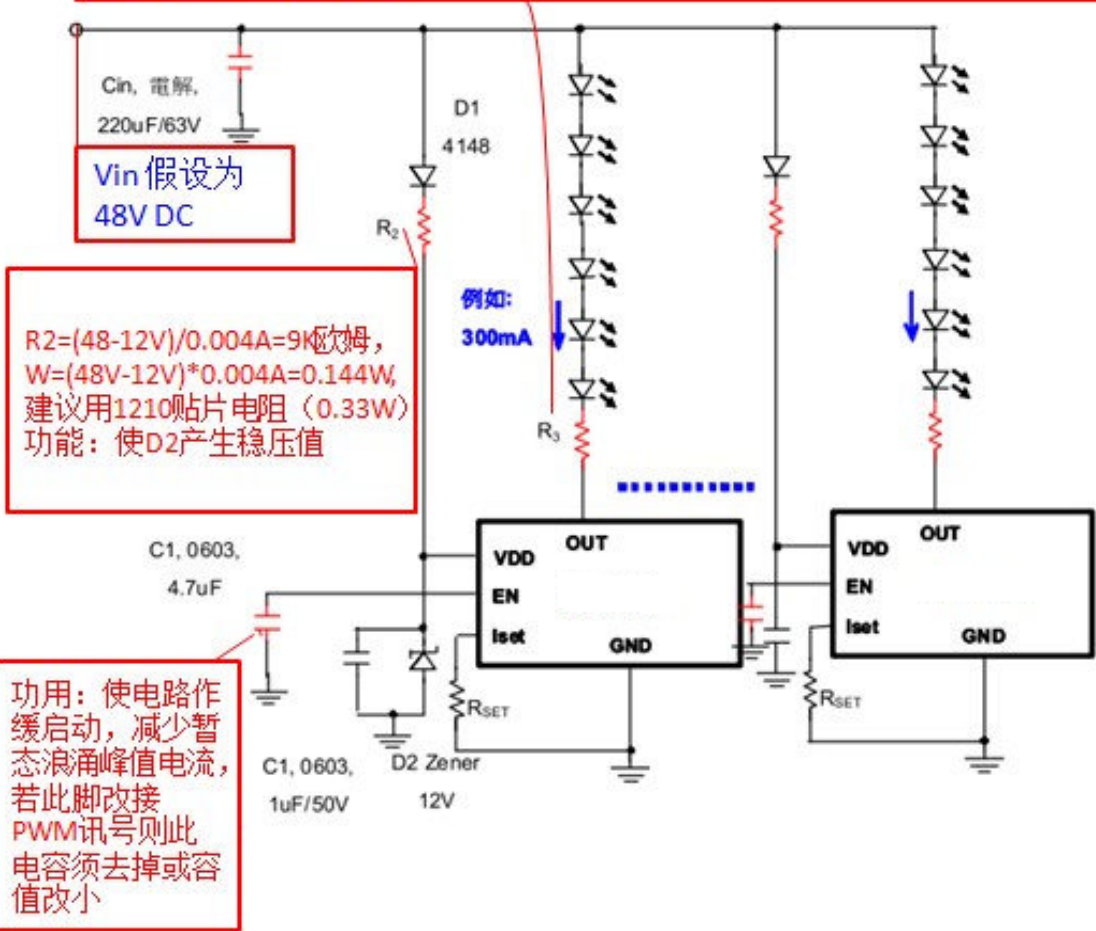 Cin, 電解,
220uF/63V
Vin 假设为
48V DC
D1
4148
R2
R2=(48-12V)/0.004A=9K欧姆，
W=(48V-12V)*0.004A=0.144W,
建议用1210贴片电阻（0.33W）
功能：使D2产生稳压值
例如:
300mA
R3
OUT
VDD
EN
Iset
GND
OUT
VDD
EN
Iset
GND
C1, 0603,
4.7uF
RSET
RSET
功用：使电路作
缓启动，减少暂
态浪涌峰值电流，
若此脚改接
PWM讯号则此
电容须去掉或容
值改小
C1, 0603,
1uF/50V
D2 Zener
12V